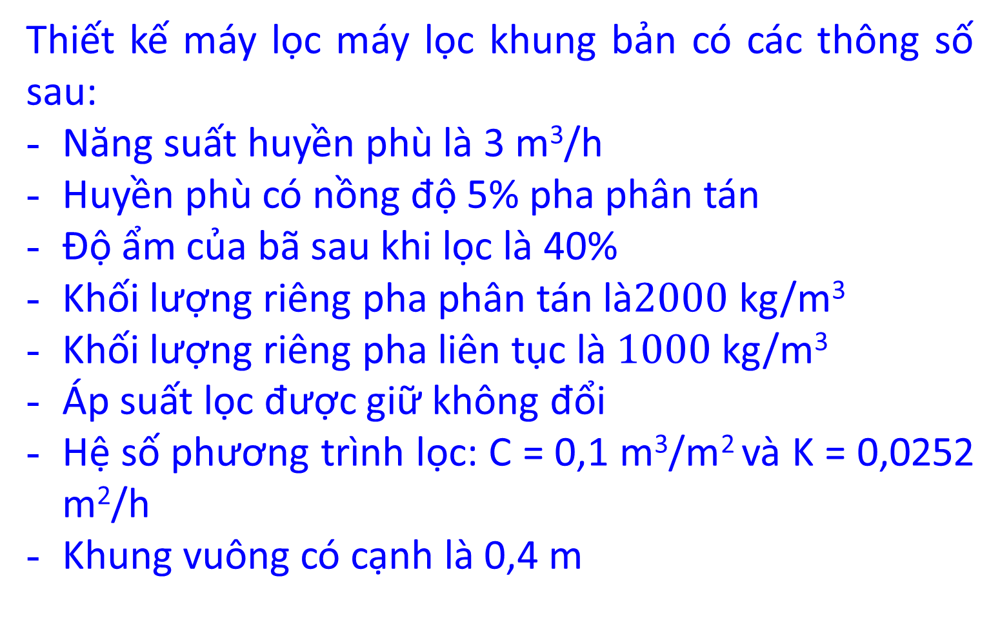 Thiết kế máy lọc máy lọc khung bản có các thông số
sau:
- Năng suất huyền phù là 3 m³/h
- Huyền phù có nồng độ 5% pha phân tán
- Độ ẩm của bã sau khi lọc là 40%
- Khối lượng riêng pha phân tán là2000 kg/m³
- Khối lượng riêng pha liên tục là 1000 kg/m³
- Áp suất lọc được giữ không đổi
- Hệ số phương trình lọc: C = 0,1 m³/m² và K = 0,0252
m²/h
- Khung vuông có cạnh là 0,4 m